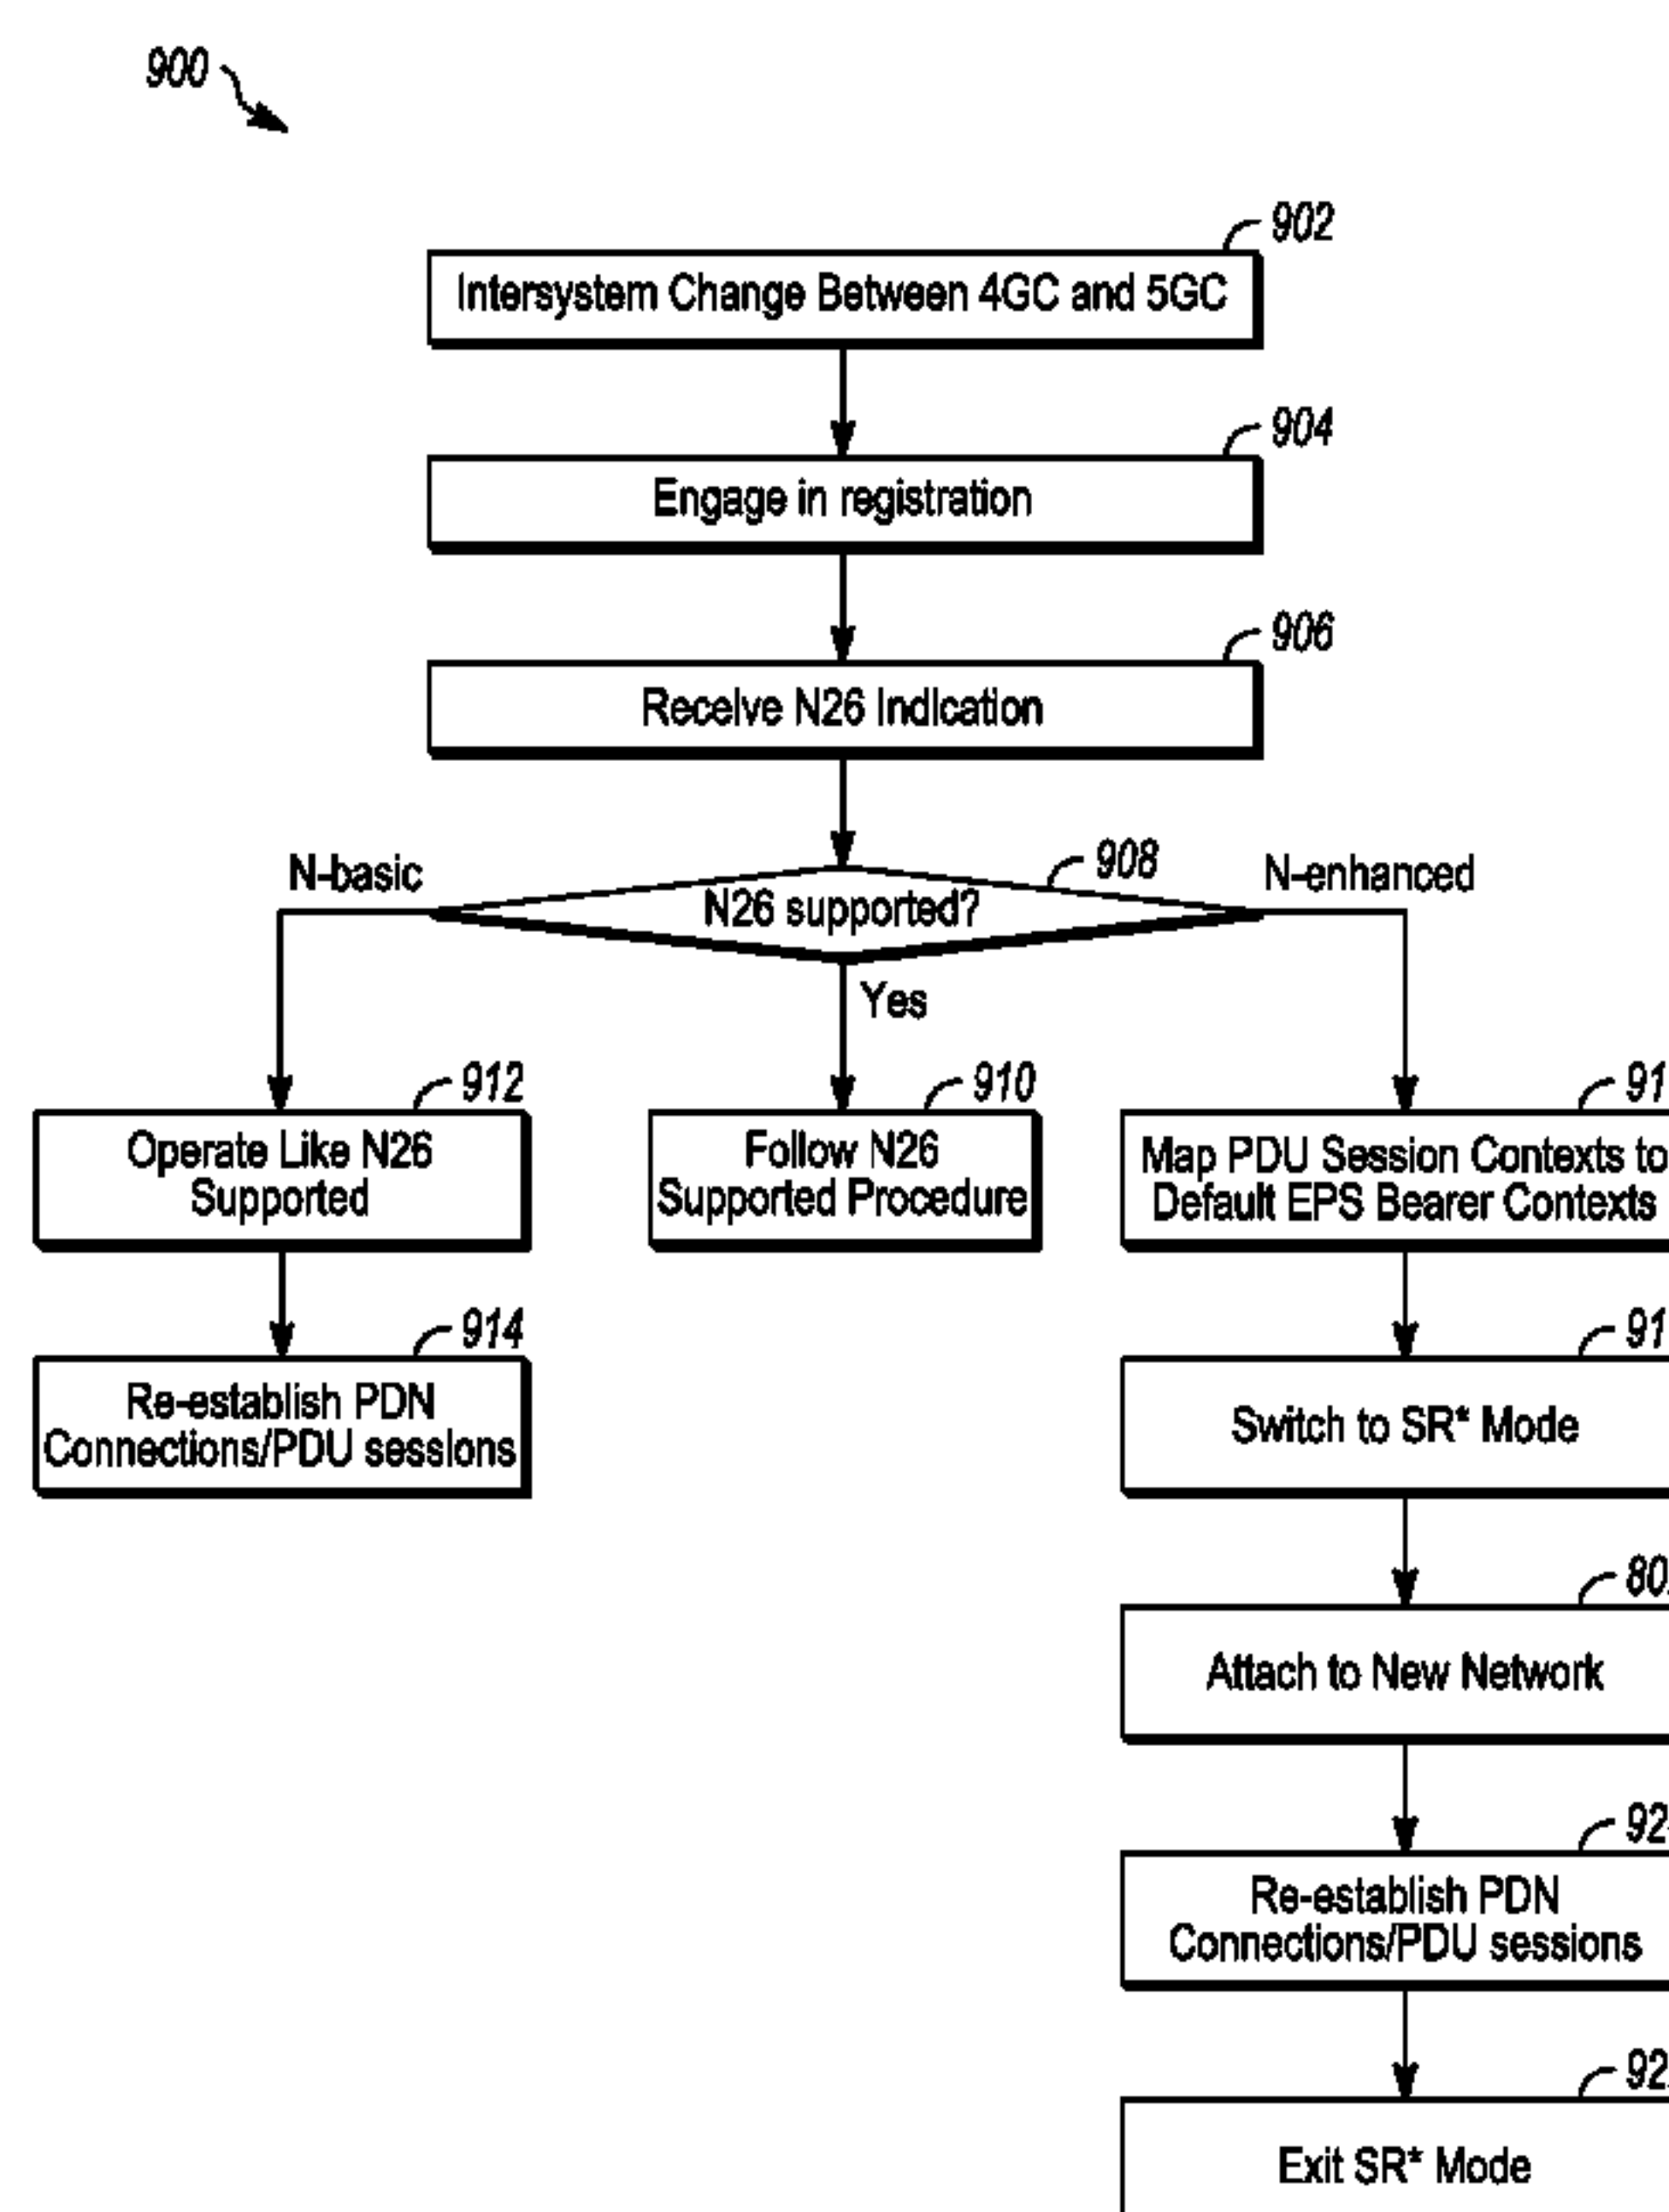 900
902
Intersystem Change Between 4GC and 5GC
904
Engage in registration
906
Receive N26 Indication
N-basic
908
N-enhanced
N26 supported?
Yes
912
910
Operate Like N26
Supported
Follow N26
Supported Procedure
Map PDU Session Contexts to
Default EPS Bearer Contexts
914
Re-establish PDN
Connections/PDU sessions
Switch to SR* Mode
Attach to New Network
Re-establish PDN
Connections/PDU sessions
Exit SR* Mode